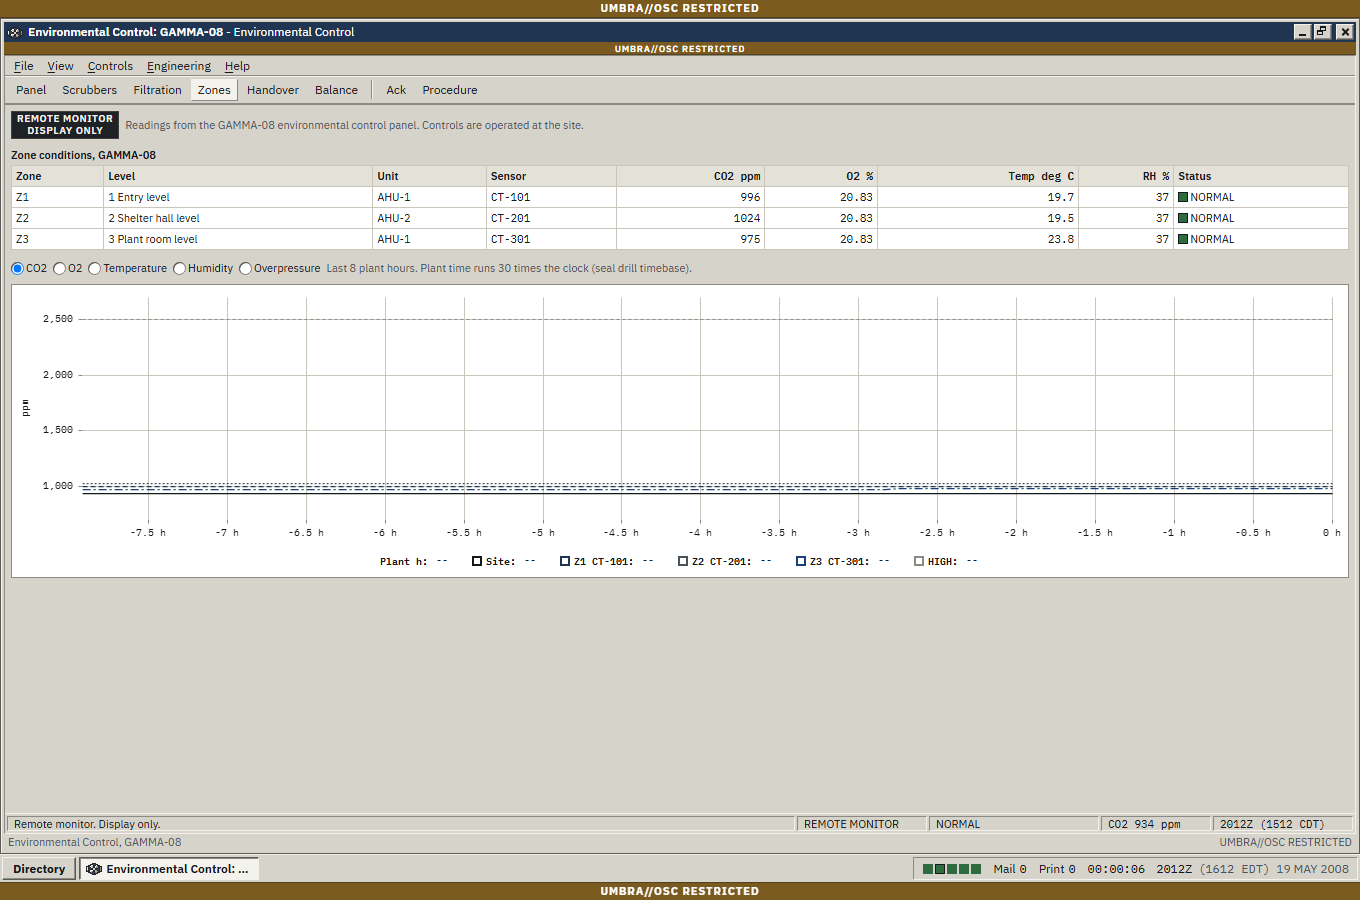 UMBRA//OSC RESTRICTED
Environmental Control: GAMMA-08 - Environmental Control
UMBRA//OSC RESTRICTED
File View Controls Engineering Help
Panel Scrubbers Filtration Zones Handover Balance Ack Procedure
REMOTE MONITOR
DISPLAY ONLY
Readings from the GAMMA-08 environmental control panel. Controls are operated at the site.
Zone conditions, GAMMA-08
Zone Level Unit Sensor CO2 ppm O2 % Temp deg C RH % Status
Z1 1 Entry level AHU-1 CT-101 996 20.83 19.7 37 NORMAL
Z2 2 Shelter hall level AHU-2 CT-201 1024 20.83 19.5 37 NORMAL
Z3 3 Plant room level AHU-1 CT-301 975 20.83 23.8 37 NORMAL
CO2 O2 Temperature Humidity Overpressure Last 8 plant hours. Plant time runs 30 times the clock (seal drill timebase).
2,500
2,000
1,500
1,000
ppm
-7.5 h -7 h -6.5 h -6 h -5.5 h -5 h -4.5 h -4 h -3.5 h -3 h -2.5 h -2 h -1.5 h -1 h -0.5 h 0 h
Plant h: -- Site: -- Z1 CT-101: -- Z2 CT-201: -- Z3 CT-301: -- HIGH: --
Remote monitor. Display only. REMOTE MONITOR NORMAL CO2 934 ppm 2012Z (1512 CDT)
Environmental Control, GAMMA-08 UMBRA//OSC RESTRICTED
Directory Environmental Control: ... Mail 0 Print 0 00:00:06 2012Z (1612 EDT) 19 MAY 2008
UMBRA//OSC RESTRICTED